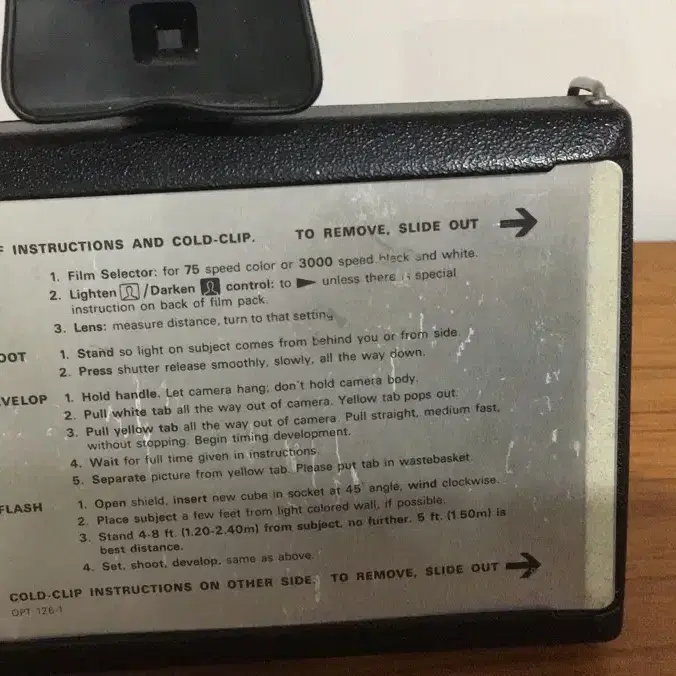 INSTRUCTIONS AND COLD-CLIP. TO REMOVE, SLIDE OUT
1. Film Selector: for 75 speed color or 3000 speed black and white.
2. Lighten /Darken control: to unless there is special
instruction on back of film pack.
3. Lens: measure distance, turn to that setting
OOT 1. Stand so light on subject comes from behind you or from side.
2. Press shutter release smoothly, slowly, all the way down.
VELOP 1. Hold handle. Let camera hang; don't hold camera body.
2. Pull white tab all the way out of camera. Yellow tab pops out.
3. Pull yellow tab all the way out of camera. Pull straight, medium fast,
without stopping. Begin timing development.
4. Wait for full time given in instructions.
5. Separate picture from yellow tab. Please put tab in wastebasket
FLASH 1. Open shield, insert new cube in socket at 45° angle, wind clockwise.
2. Place subject a few feet from light colored wall, if possible.
3. Stand 4-8 ft. (1.20-2.40m) from subject, no further. 5 ft. (1.50m) is
best distance.
4. Set, shoot, develop, same as above.
COLD-CLIP INSTRUCTIONS ON OTHER SIDE. TO REMOVE, SLIDE OUT
OPT 126-1